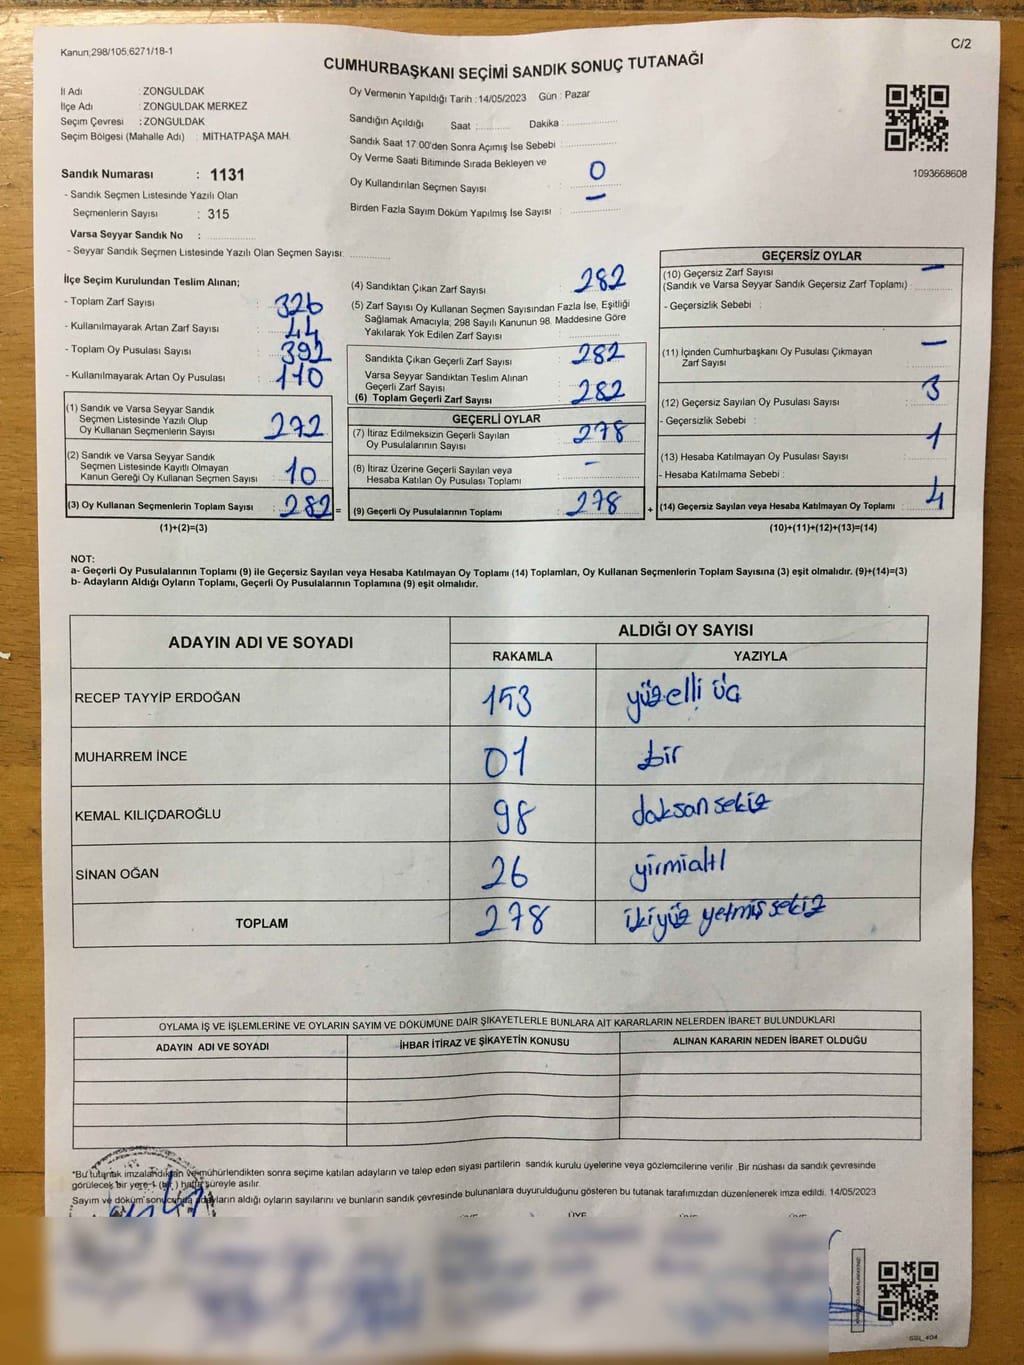 Kanun,298/105,6271/18-1
C/2
CUMHURBAŞKANI SEÇİMİ SANDIK SONUÇ TUTANAĞI
İl Adı : ZONGULDAK
İlçe Adı : ZONGULDAK MERKEZ
Seçim Çevresi : ZONGULDAK
Seçim Bölgesi (Mahalle Adı) : MİTHATPAŞA MAH.
Sandık Numarası : 1131
- Sandık Seçmen Listesinde Yazılı Olan
Seçmenlerin Sayısı : 315
Varsa Seyyar Sandık No :
- Seyyar Sandık Seçmen Listesinde Yazılı Olan Seçmen Sayısı:
Oy Vermenin Yapıldığı Tarih : 14/05/2023 Gün : Pazar
Sandığın Açıldığı Saat : Dakika :
Sandık Saat 17:00'den Sonra Açımış İse Sebebi :
Oy Verme Saati Bitiminde Sırada Bekleyen ve
Oy Kullandırılan Seçmen Sayısı : 0
Birden Fazla Sayım Döküm Yapılmış İse Sayısı : –
1093668608
İlçe Seçim Kurulundan Teslim Alınan;
- Toplam Zarf Sayısı : 326
- Kullanılmayarak Artan Zarf Sayısı : 44
- Toplam Oy Pusulası Sayısı : 392
- Kullanılmayarak Artan Oy Pusulası : 110
(1) Sandık ve Varsa Seyyar Sandık
Seçmen Listesinde Yazılı Olup
Oy Kullanan Seçmenlerin Sayısı : 272
(2) Sandık ve Varsa Seyyar Sandık
Seçmen Listesinde Kayıtlı Olmayan
Kanun Gereği Oy Kullanan Seçmen Sayısı : 10
(3) Oy Kullanan Seçmenlerin Toplam Sayısı : 282 =
(1)+(2)=(3)
(4) Sandıktan Çıkan Zarf Sayısı : 282
(5) Zarf Sayısı Oy Kullanan Seçmen Sayısından Fazla İse, Eşitliği
Sağlamak Amacıyla; 298 Sayılı Kanunun 98. Maddesine Göre
Yakılarak Yok Edilen Zarf Sayısı :
Sandıkta Çıkan Geçerli Zarf Sayısı : 282
Varsa Seyyar Sandıktan Teslim Alınan
Geçerli Zarf Sayısı
(6) Toplam Geçerli Zarf Sayısı : 282
GEÇERLİ OYLAR
(7) İtiraz Edilmeksizin Geçerli Sayılan
Oy Pusulalarının Sayısı : 278
(8) İtiraz Üzerine Geçerli Sayılan veya
Hesaba Katılan Oy Pusulası Toplamı : –
(9) Geçerli Oy Pusulalarının Toplamı : 278 +
GEÇERSİZ OYLAR
(10) Geçersiz Zarf Sayısı –
(Sandık ve Varsa Seyyar Sandık Geçersiz Zarf Toplamı) :
- Geçersizlik Sebebi :
(11) İçinden Cumhurbaşkanı Oy Pusulası Çıkmayan
Zarf Sayısı : –
(12) Geçersiz Sayılan Oy Pusulası Sayısı : 3
- Geçersizlik Sebebi :
(13) Hesaba Katılmayan Oy Pusulası Sayısı : 1
- Hesaba Katılmama Sebebi :
(14) Geçersiz Sayılan veya Hesaba Katılmayan Oy Toplamı : 4
(10)+(11)+(12)+(13)=(14)
NOT:
a- Geçerli Oy Pusulalarının Toplamı (9) ile Geçersiz Sayılan veya Hesaba Katılmayan Oy Toplamı (14) Toplamları, Oy Kullanan Seçmenlerin Toplam Sayısına (3) eşit olmalıdır. (9)+(14)=(3)
b- Adayların Aldığı Oyların Toplamı, Geçerli Oy Pusulalarının Toplamına (9) eşit olmalıdır.
ADAYIN ADI VE SOYADI ALDIĞI OY SAYISI
RAKAMLA YAZIYLA
RECEP TAYYİP ERDOĞAN 153 yüzelli üç
MUHARREM İNCE 01 bir
KEMAL KILIÇDAROĞLU 98 doksansekiz
SİNAN OĞAN 26 yirmialtı
TOPLAM 278 ikiyüz yetmişsekiz
OYLAMA İŞ VE İŞLEMLERİNE VE OYLARIN SAYIM VE DÖKÜMÜNE DAİR ŞİKAYETLERLE BUNLARA AİT KARARLARIN NELERDEN İBARET BULUNDUKLARI
ADAYIN ADI VE SOYADI İHBAR İTİRAZ VE ŞİKAYETİN KONUSU ALINAN KARARIN NEDEN İBARET OLDUĞU
*Bu tutanak imzalandıktan ve mühürlendikten sonra seçime katılan adayların ve talep eden siyasi partilerin sandık kurulu üyelerine veya gözlemcilerine verilir .Bir nüshası da sandık çevresinde
görülecek bir yere 1 (bir) hafta süreyle asılır.
Sayım ve döküm sonucunda adayların aldığı oyların sayılarını ve bunların sandık çevresinde bulunanlara duyurulduğunu gösteren bu tutanak tarafımızdan düzenlenerek imza edildi. 14/05/2023
ÜYE
SSL_404